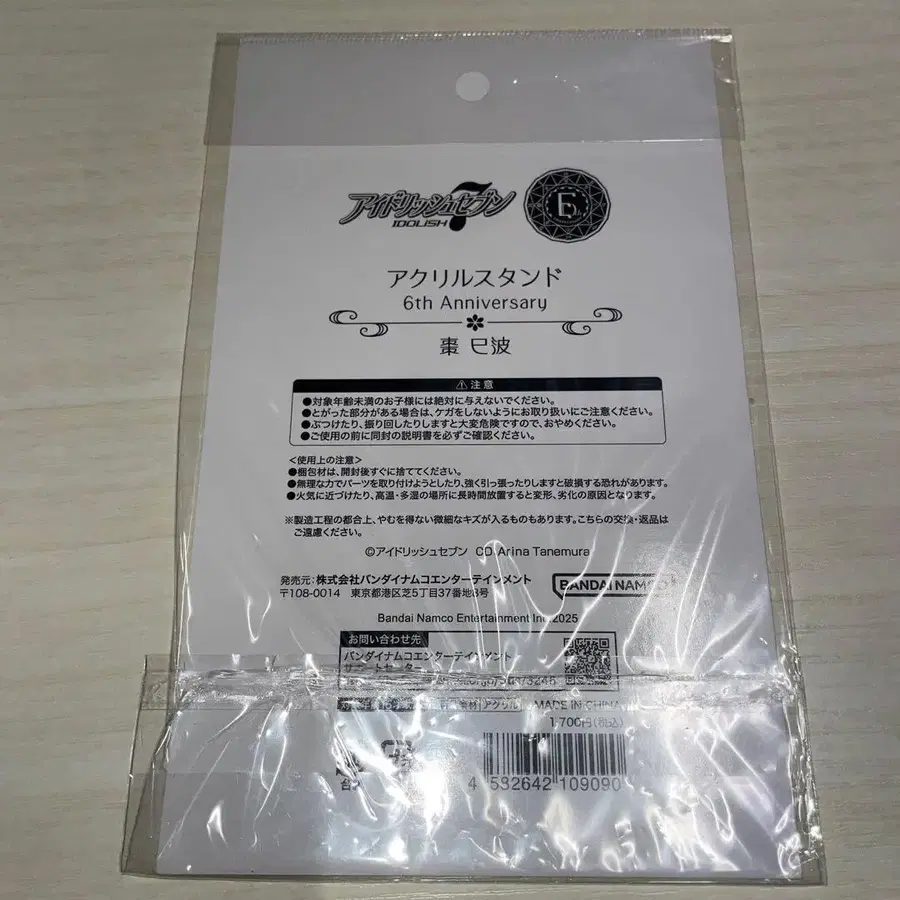 アイドリッシュセブン
IDOLiSH7
アクリルスタンド
6th Anniversary
棗 巳波
⚠注意
●対象年齢未満のお子様には絶対に与えないでください。
●とがった部分がある場合は、ケガをしないようにお取り扱いにご注意ください。
●ぶつけたり、振り回したりしますと大変危険ですので、おやめください。
●ご使用の前に同封の説明書を必ずご確認ください。
<使用上の注意>
●梱包材は、開封後すぐに捨ててください。
●無理な力でパーツを取り付けようとしたり、強く引っ張ったりしますと破損する恐れがあります。
●火気に近づけたり、高温・多湿の場所に長時間放置すると変形、劣化の原因となります。
※製造工程の都合上、やむを得ない微細なキズが入るものもあります。こちらの交換・返品は
ご遠慮ください。
©アイドリッシュセブン CD.Arina Tanemura
発売元:株式会社バンダイナムコエンターテインメント
〒108-0014 東京都港区芝5丁目37番地8号
BANDAI NAMCO
Bandai Namco Entertainment Inc. 2025
お問い合わせ先
バンダイナムコエンターテインメント
サポートセンター
アクリル MADE IN CHINA
1,700円(税込)
4 532642 109090